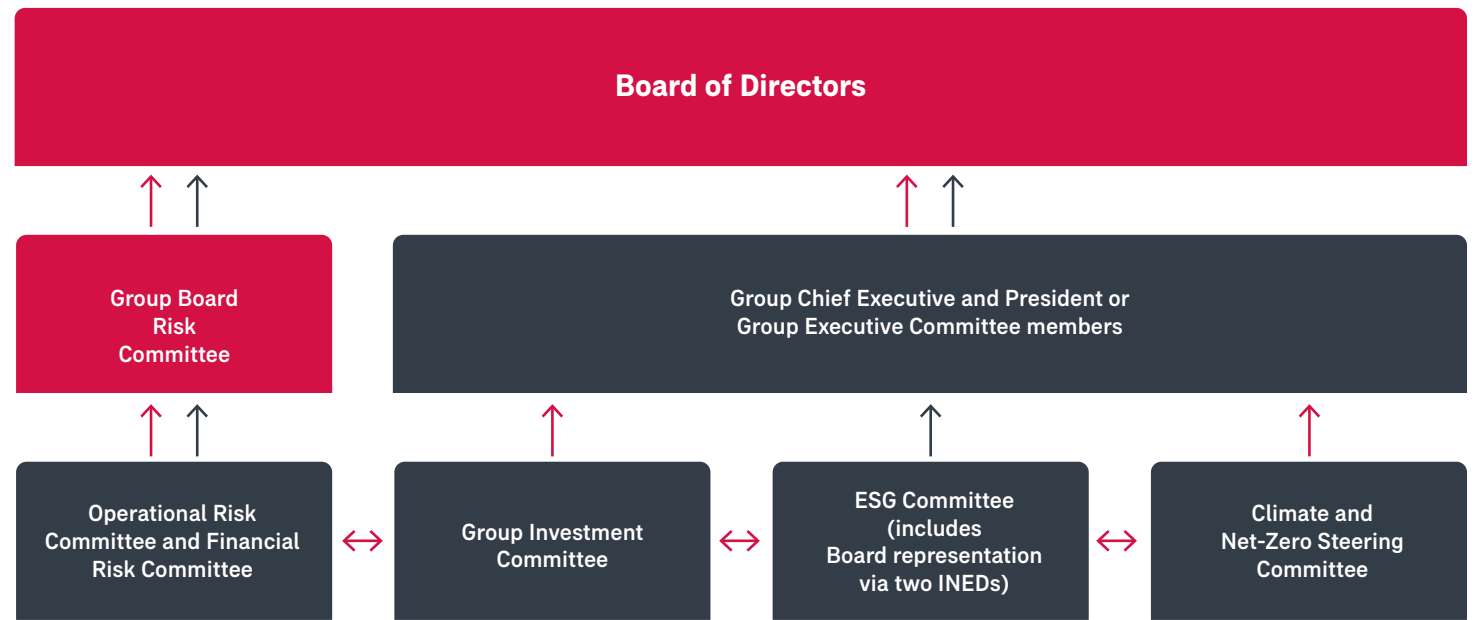 Board of Directors
Group Board
Risk
Committee
Group Chief Executive and President or
Group Executive Committee members
Operational Risk
Committee and Financial
Risk Committee
Group Investment
Committee
ESG Committee
(includes
Board representation
via two INEDs)
Climate and
Net-Zero Steering
Committee